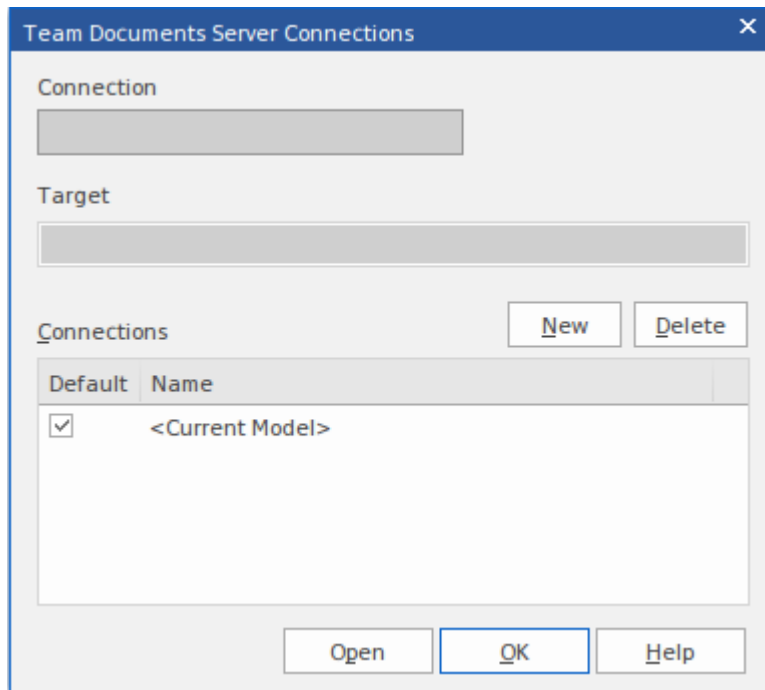 Team Documents Server Connections
Connection
Target
Connections
New
Delete
Default Name
<Current Model>
Open
OK
Help